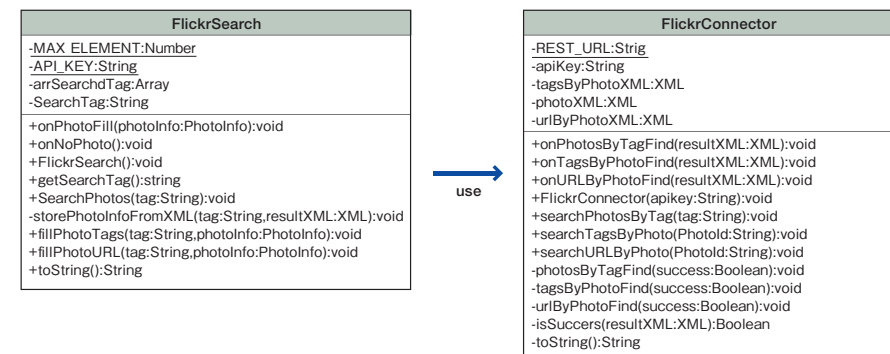 FlickrSearch
-MAX ELEMENT:Number
-API_KEY:String
-arrSearchdTag:Array
-SearchTag:String
+onPhotoFill(photoInfo:PhotoInfo):void
+onNoPhoto():void
+FlickrSearch():void
+getSearchTag():string
+SearchPhotos(tag:String):void
-storePhotoInfoFromXML(tag:String,resultXML:XML):void
+fillPhotoTags(tag:String,photoInfo:PhotoInfo):void
+fillPhotoURL(tag:String,photoInfo:PhotoInfo):void
+toString():String
use
FlickrConnector
-REST_URL:Strig
-apiKey:String
-tagsByPhotoXML:XML
-photoXML:XML
-urlByPhotoXML:XML
+onPhotosByTagFind(resultXML:XML):void
+onTagsByPhotoFind(resultXML:XML):void
+onURLByPhotoFind(resultXML:XML):void
+FlickrConnector(apikey:String):void
+searchPhotosByTag(tag:String):void
+searchTagsByPhoto(PhotoId:String):void
+searchURLByPhoto(PhotoId:String):void
-photosByTagFind(success:Boolean):void
-tagsByPhotoFind(success:Boolean):void
-urlByPhotoFind(success:Boolean):void
-isSuccers(resultXML:XML):Boolean
-toString():String